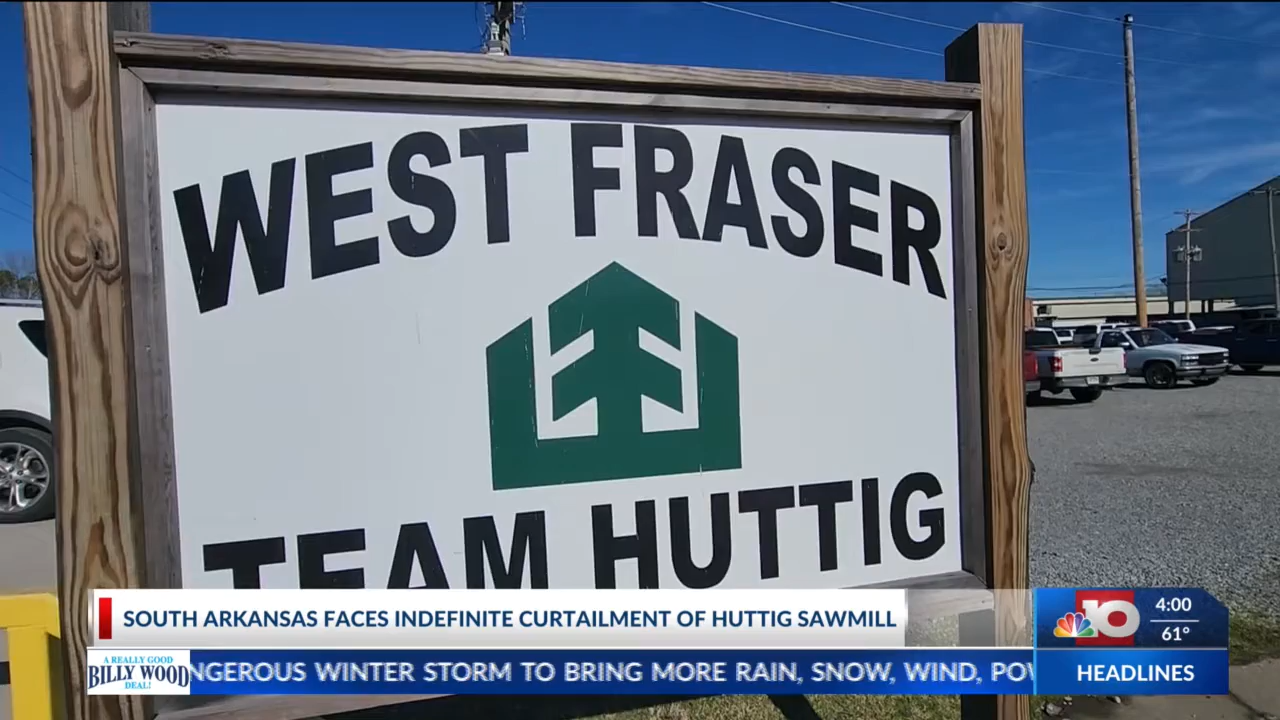 WEST FRASER
TEAM HUTTIG
SOUTH ARKANSAS FACES INDEFINITE CURTAILMENT OF HUTTIG SAWMILL
10
4:00
61°
A REALLY GOOD
BILLY WOOD
DEAL!
NGEROUS WINTER STORM TO BRING MORE RAIN, SNOW, WIND, POW
HEADLINES